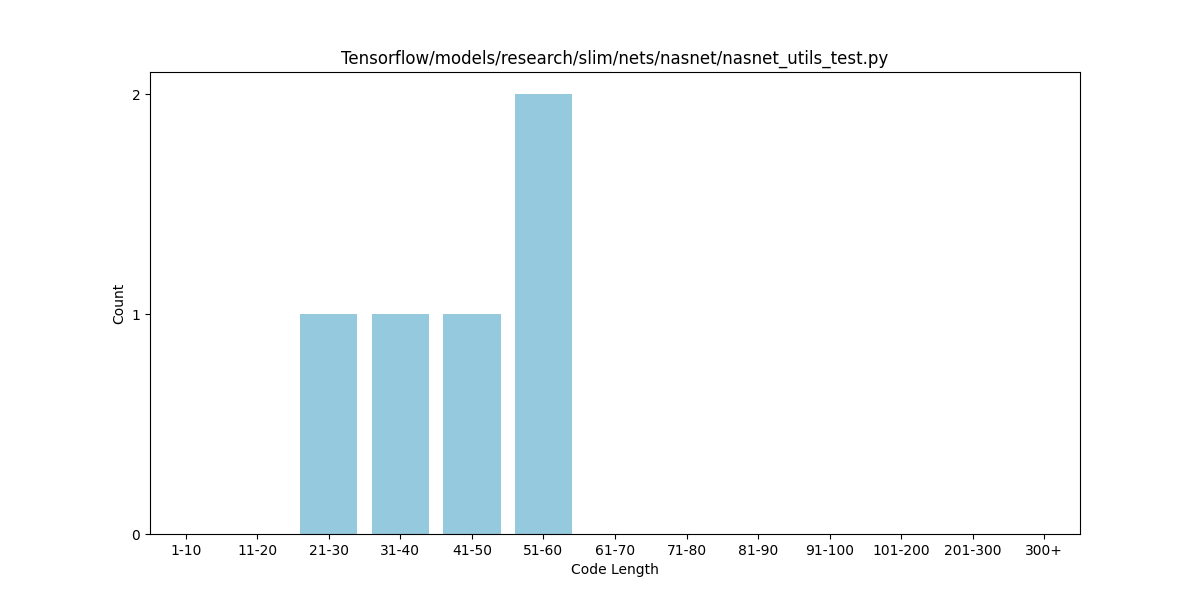 Tensorflow/models/research/slim/nets/nasnet/nasnet_utils_test.py
Count
2
1
0
1-10 11-20 21-30 31-40 41-50 51-60 61-70 71-80 81-90 91-100 101-200 201-300 300+
Code Length